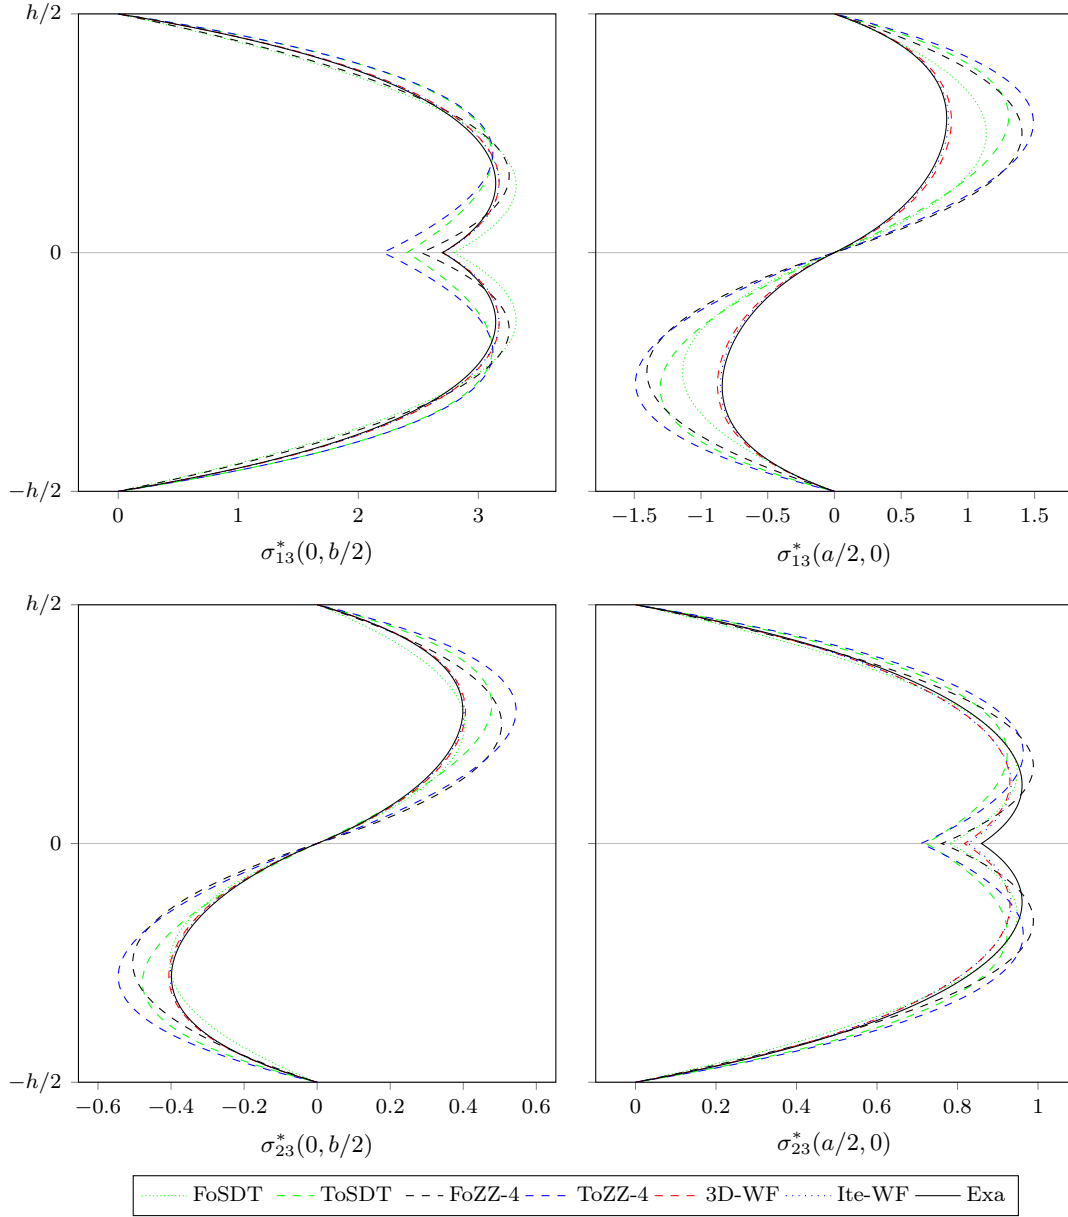 h/2
0
−h/2
0 1 2 3
−1.5 −1 −0.5 0 0.5 1 1.5
σ*₁₃(0, b/2)
σ*₁₃(a/2, 0)
h/2
0
−h/2
−0.6 −0.4 −0.2 0 0.2 0.4 0.6
0 0.2 0.4 0.6 0.8 1
σ*₂₃(0, b/2)
σ*₂₃(a/2, 0)
FoSDT ToSDT FoZZ-4 ToZZ-4 3D-WF Ite-WF Exa